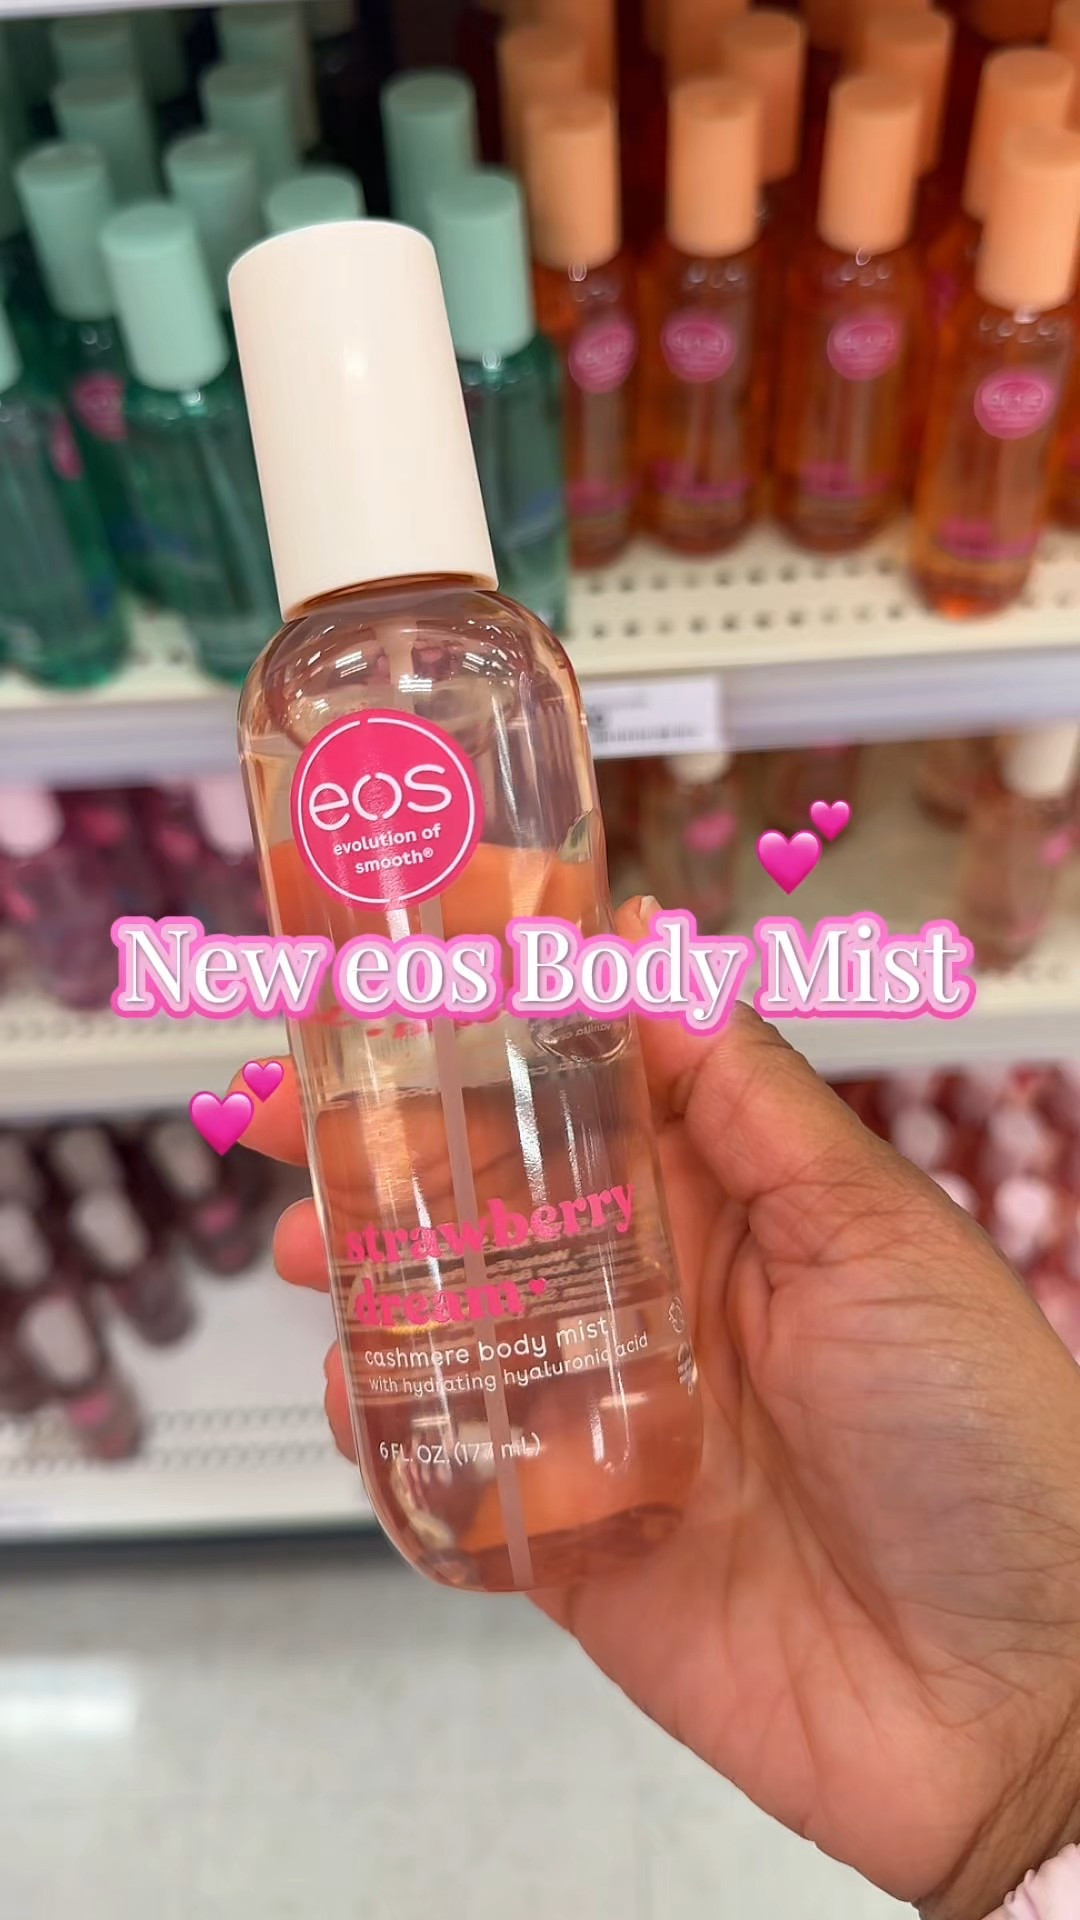 eos
evolution of
smooth®
New eos Body Mist
strawberry
dream
cashmere body mist
with hydrating hyaluronic acid
6 FL. OZ. (177 mL)